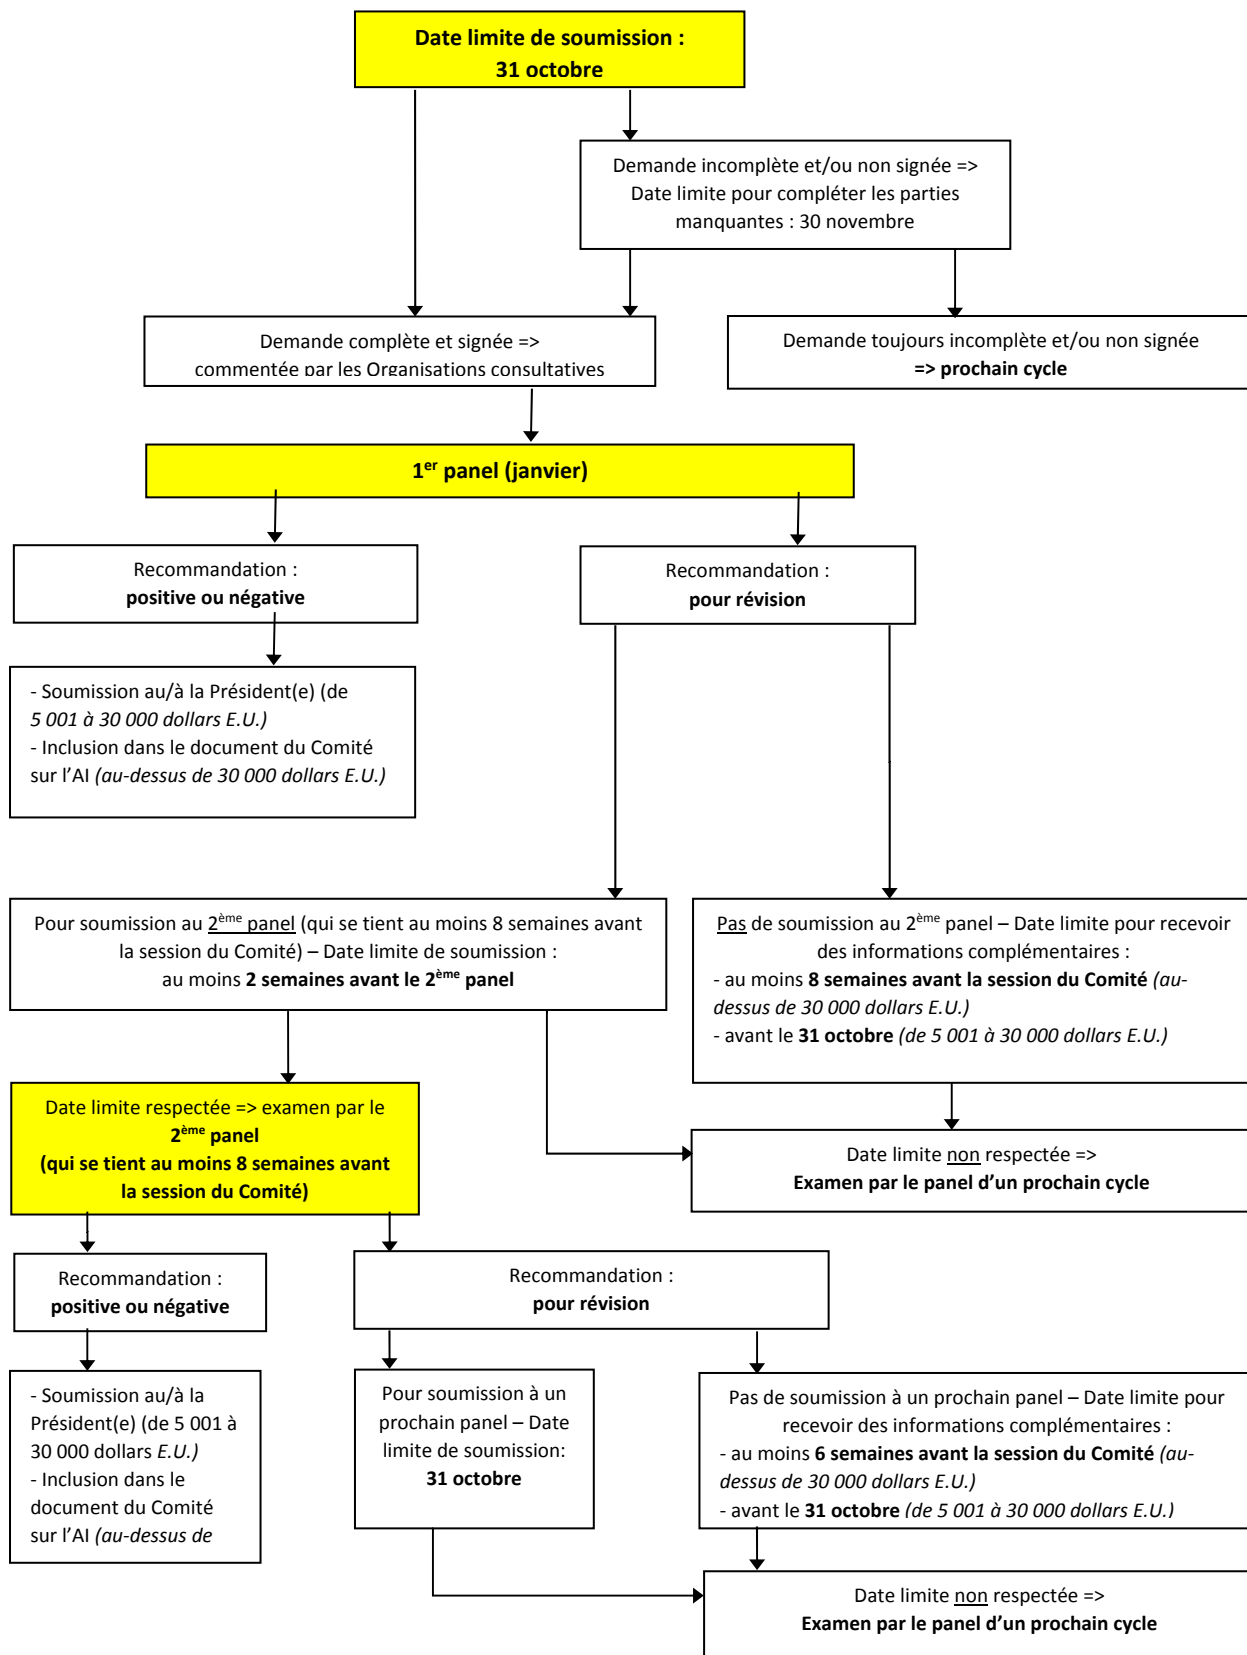 Date limite de soumission :
31 octobre
Demande incomplète et/ou non signée =>
Date limite pour compléter les parties
manquantes : 30 novembre
Demande complète et signée =>
commentée par les Organisations consultatives
Demande toujours incomplète et/ou non signée
=> prochain cycle
1er panel (janvier)
Recommandation :
positive ou négative
Recommandation :
pour révision
- Soumission au/à la Président(e) (de
5 001 à 30 000 dollars E.U.)
- Inclusion dans le document du Comité
sur l’AI (au-dessus de 30 000 dollars E.U.)
Pour soumission au 2ème panel (qui se tient au moins 8 semaines avant
la session du Comité) – Date limite de soumission :
au moins 2 semaines avant le 2ème panel
Pas de soumission au 2ème panel – Date limite pour recevoir
des informations complémentaires :
- au moins 8 semaines avant la session du Comité (au-
dessus de 30 000 dollars E.U.)
- avant le 31 octobre (de 5 001 à 30 000 dollars E.U.)
Date limite respectée => examen par le
2ème panel
(qui se tient au moins 8 semaines avant
la session du Comité)
Date limite non respectée =>
Examen par le panel d’un prochain cycle
Recommandation :
positive ou négative
Recommandation :
pour révision
- Soumission au/à la
Président(e) (de 5 001 à
30 000 dollars E.U.)
- Inclusion dans le
document du Comité
sur l’AI (au-dessus de
Pour soumission à un
prochain panel – Date
limite de soumission:
31 octobre
Pas de soumission à un prochain panel – Date limite pour
recevoir des informations complémentaires :
- au moins 6 semaines avant la session du Comité (au-
dessus de 30 000 dollars E.U.)
- avant le 31 octobre (de 5 001 à 30 000 dollars E.U.)
Date limite non respectée =>
Examen par le panel d’un prochain cycle